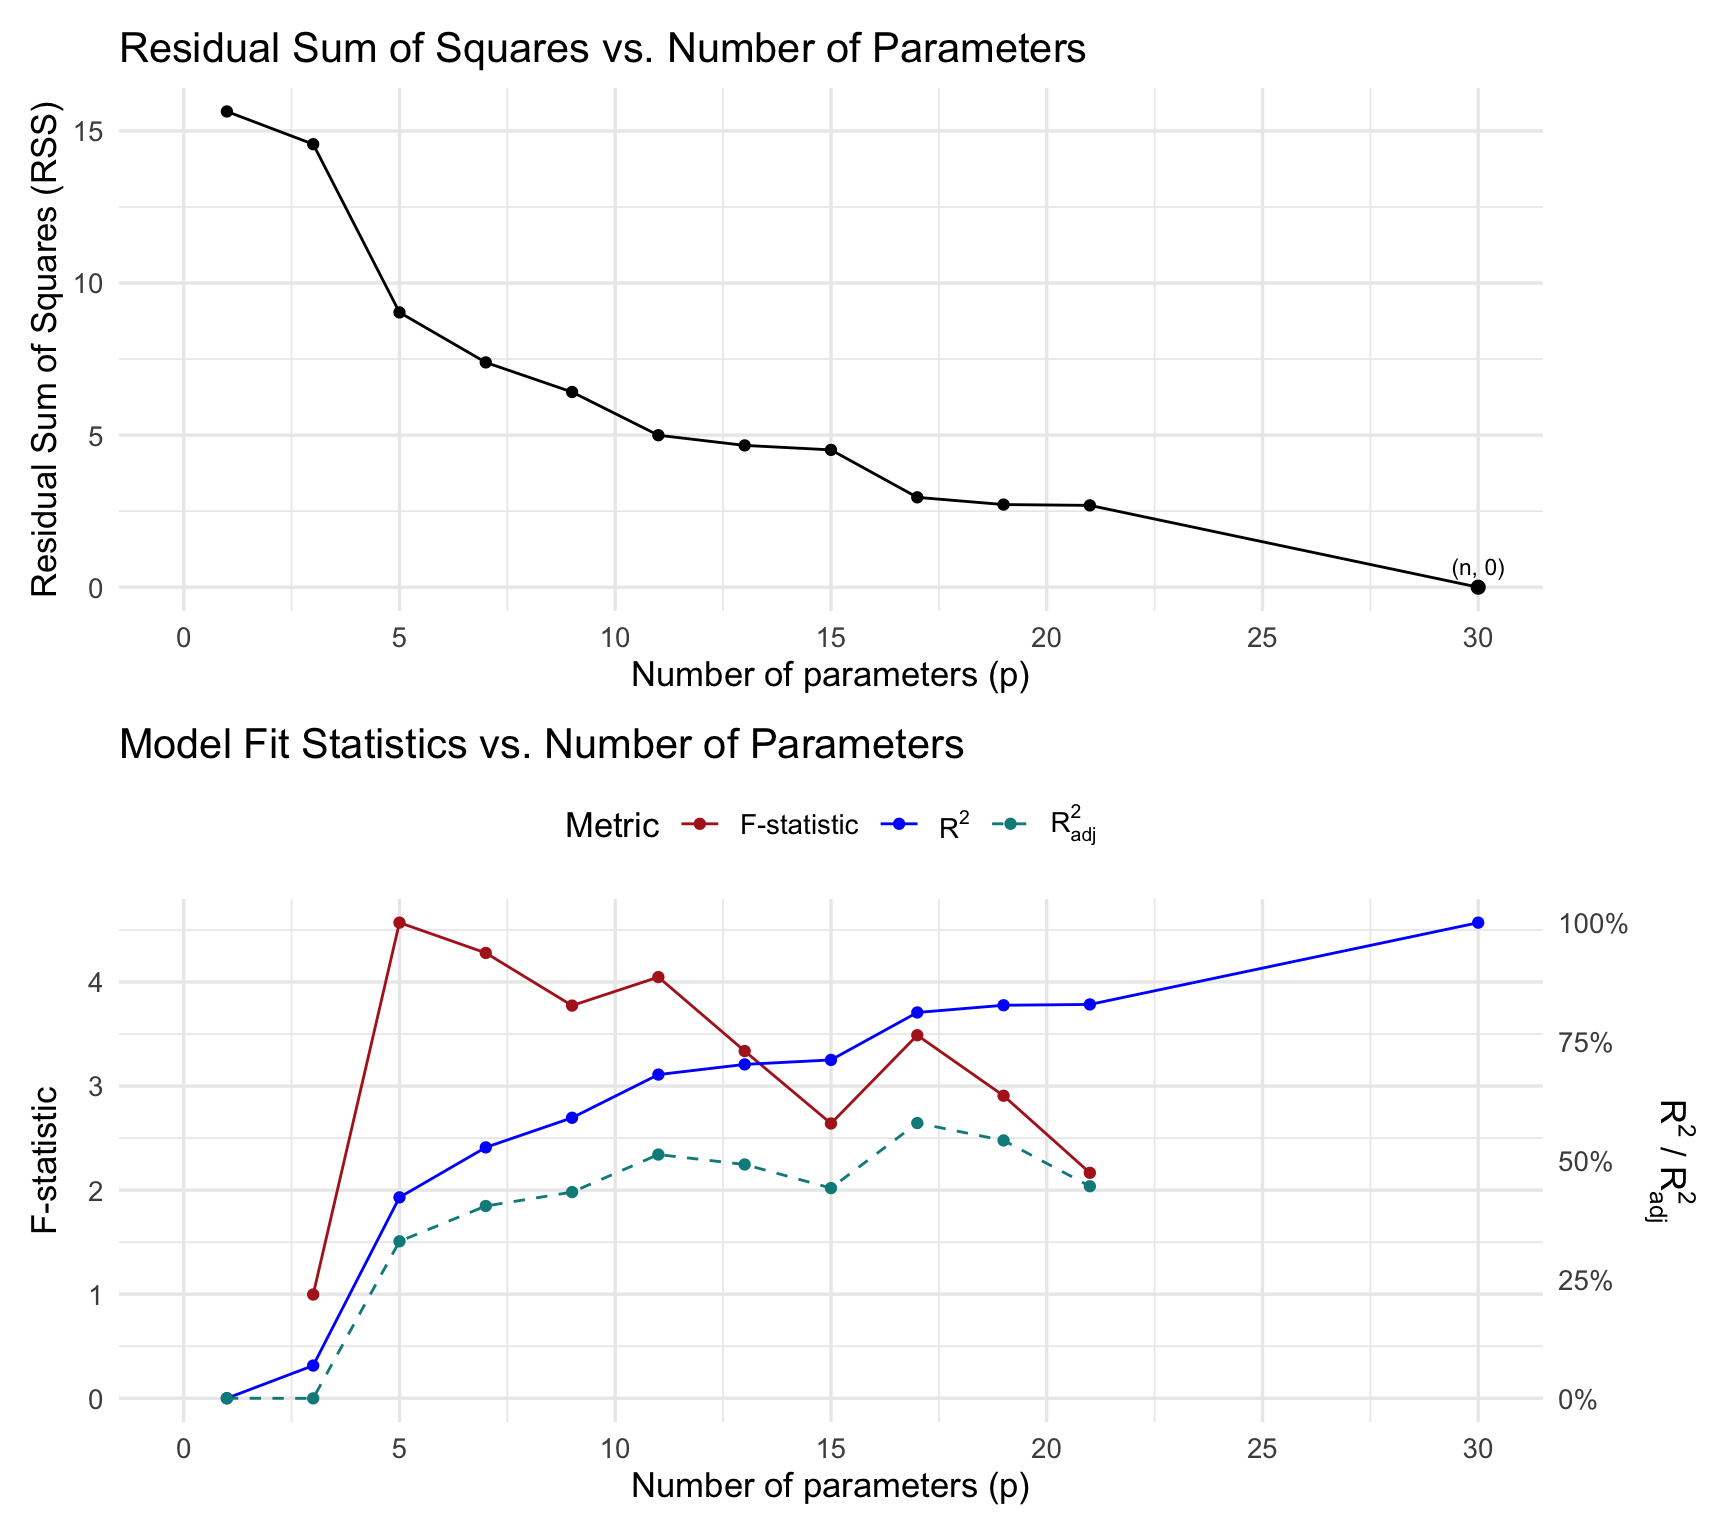 Residual Sum of Squares vs. Number of Parameters
Residual Sum of Squares (RSS)
15
10
5
0
(n, 0)
0 5 10 15 20 25 30
Number of parameters (p)
Model Fit Statistics vs. Number of Parameters
Metric F-statistic R² R²adj
F-statistic
4
3
2
1
0
100%
75%
50%
25%
0%
R² / R²adj
0 5 10 15 20 25 30
Number of parameters (p)